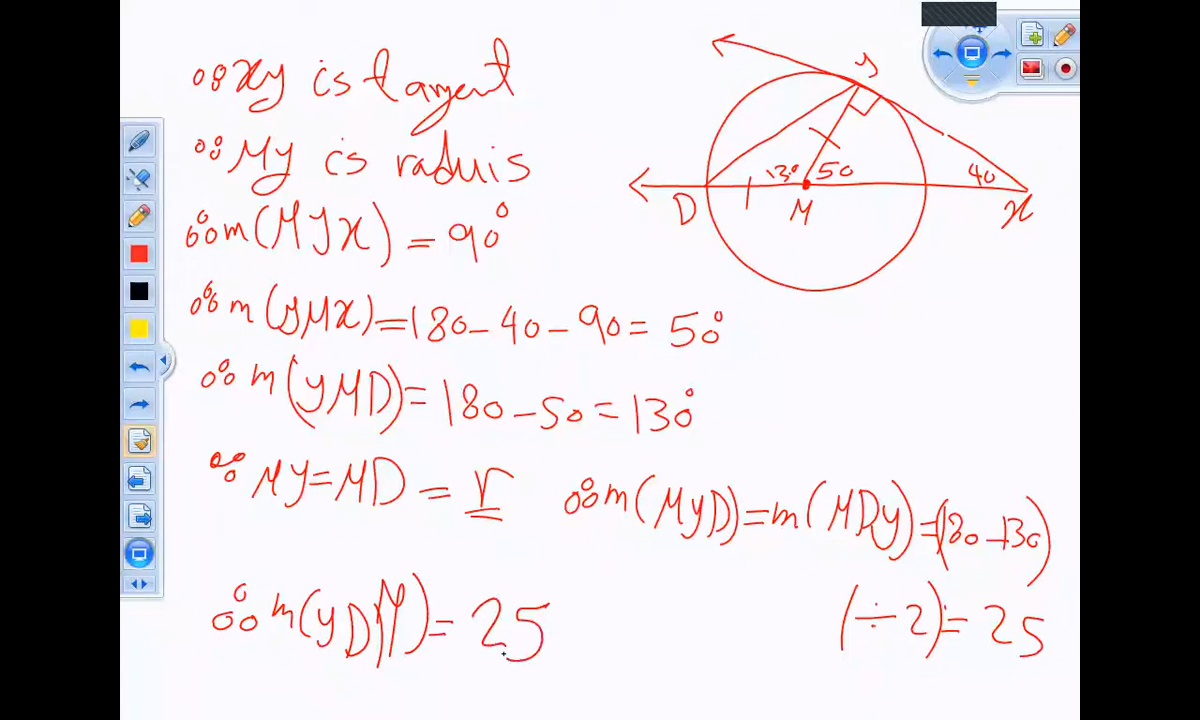 ∵ xy is tangent
∵ My is raduis
∴ m(Myx) = 90°
∴ m(yMx) = 180 - 40 - 90 = 50°
∴ m(yMD) = 180 - 50 = 130°
∵ My = MD = r
∴ m(MyD) = m(MDy) = (180 - 130)
(÷ 2) = 25
∴ m(yDM) = 25
y
130 50 40
D M x